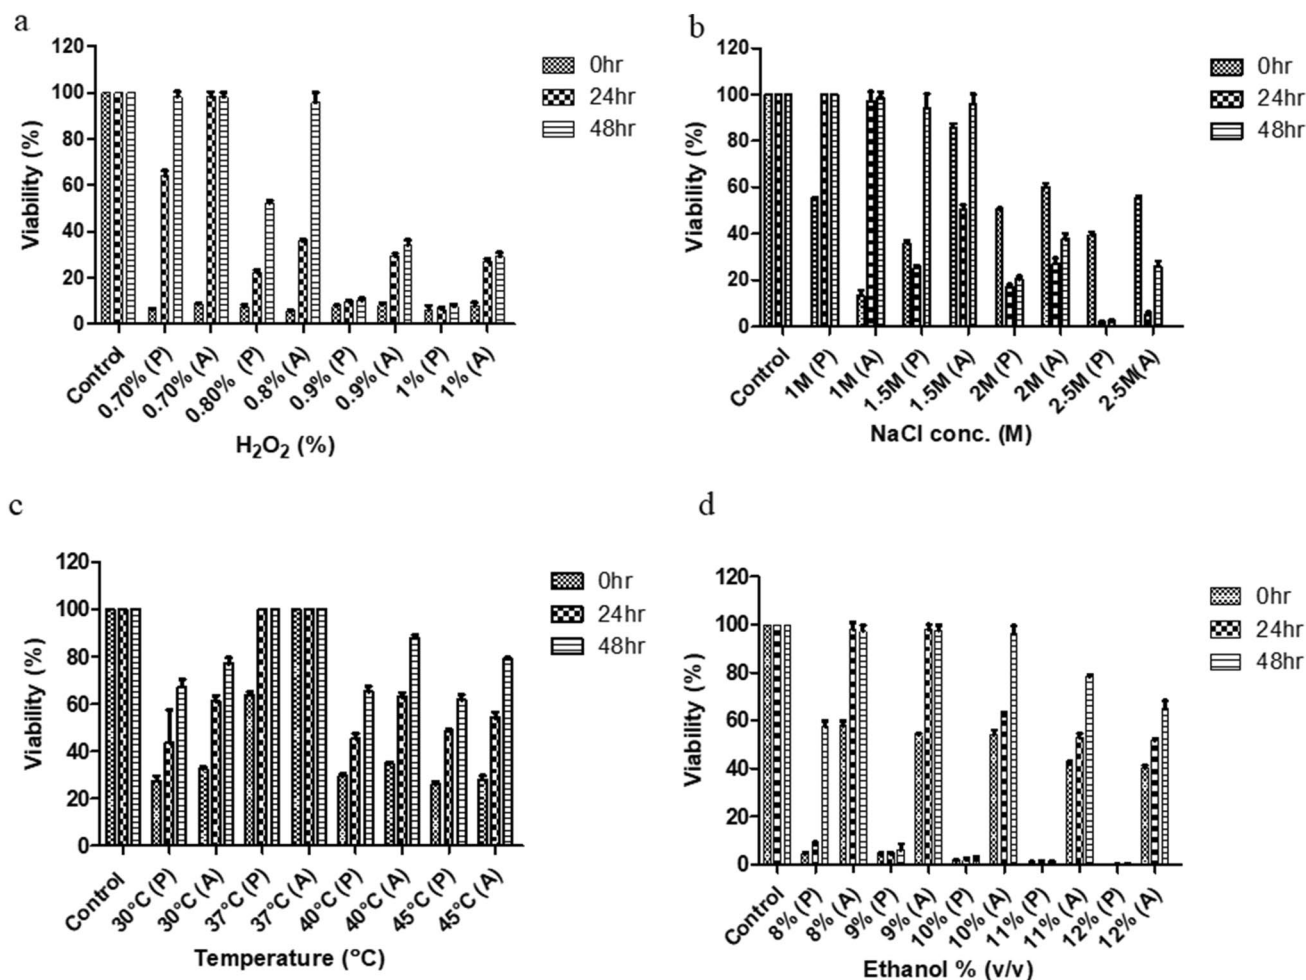 a
120
100
80
60
40
20
0
Viability (%)
0hr
24hr
48hr
Control
0.70% (P)
0.70% (A)
0.80% (P)
0.8% (A)
0.9% (P)
0.9% (A)
1% (P)
1% (A)
H₂O₂ (%)
b
120
100
80
60
40
20
0
Viability (%)
0hr
24hr
48hr
Control
1M (P)
1M (A)
1.5M (P)
1.5M (A)
2M (P)
2M (A)
2·5M (P)
2·5M(A)
NaCl conc. (M)
c
120
100
80
60
40
20
0
Viability (%)
0hr
24hr
48hr
Control
30°C (P)
30°C (A)
37°C (P)
37°C (A)
40°C (P)
40°C (A)
45°C (P)
45°C (A)
Temperature (°C)
d
120
100
80
60
40
20
0
Viability (%)
0hr
24hr
48hr
Control
8% (P)
8% (A)
9% (P)
9% (A)
10% (P)
10% (A)
11% (P)
11% (A)
12% (P)
12% (A)
Ethanol % (v/v)